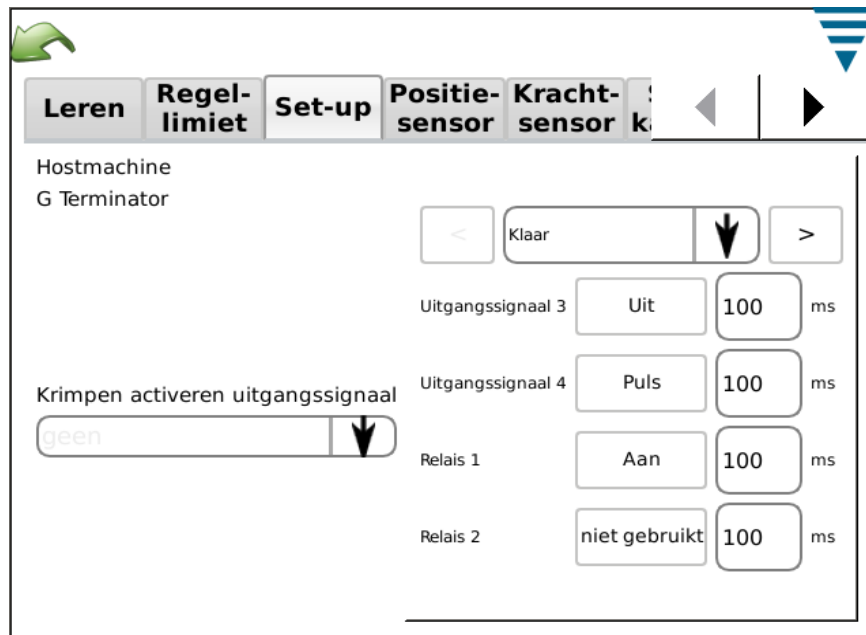 Leren
Regel-
limiet
Set-up
Positie-
sensor
Kracht-
sensor
Hostmachine
G Terminator
<
Klaar
>
Uitgangssignaal 3
Uit
100
ms
Krimpen activeren uitgangssignaal
geen
Uitgangssignaal 4
Puls
100
ms
Relais 1
Aan
100
ms
Relais 2
niet gebruikt
100
ms